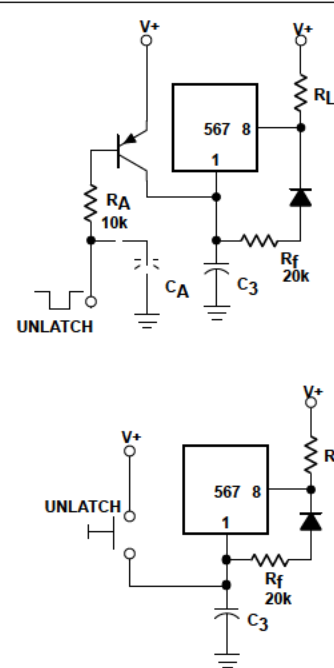 V+
V+
RL
567 8
1
RA
10k
CA
C3
Rf
20k
UNLATCH
V+
V+
R
UNLATCH
567 8
1
Rf
20k
C3